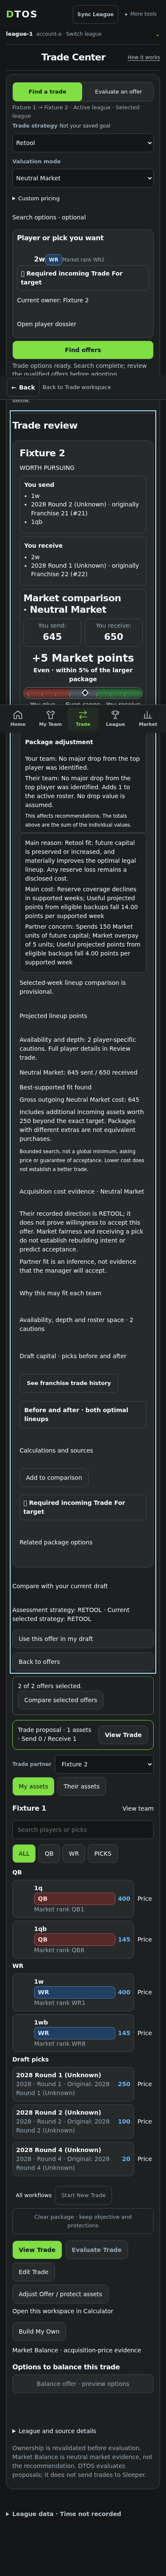 DTOS
Sync League
▸ More tools
league-1 account-a · Switch league
Trade Center
How it works
Find a trade
Evaluate an offer
Fixture 1 → Fixture 2 · Active league · Selected
league
Trade strategy Not your saved goal
Retool
Valuation mode
Neutral Market
▸ Custom pricing
Search options · optional
Player or pick you want
2w WR Market rank WR2
Required incoming Trade For
target
Current owner: Fixture 2
Open player dossier
Find offers
Trade options ready. Search complete; review
the qualified offers before adopting
← Back
Back to Trade workspace
below.
Trade review
Fixture 2
WORTH PURSUING
You send
• 1w
• 2028 Round 2 (Unknown) · originally
Franchise 21 (#21)
• 1qb
You receive
• 2w
• 2028 Round 1 (Unknown) · originally
Franchise 22 (#22)
Market comparison
· Neutral Market
You send:
645
You receive:
650
+5 Market points
Even · within 5% of the larger
package
Home
My Team
Trade
League
Market
Package adjustment
Your team: No major drop from the top
player was identified.
Their team: No major drop from the
top player was identified. Adds 1 to
the active roster. No drop value is
assumed.
This affects recommendations. The totals
above are the sum of the individual values.
Main reason: Retool fit: future capital
is preserved or increased, and
materially improves the optimal legal
lineup. Any reserve loss remains a
disclosed cost.
Main cost: Reserve coverage declines
in supported weeks; Useful projected
points from eligible backups fall 14.00
points per supported week
Partner concern: Spends 150 Market
units of future capital; Market overpay
of 5 units; Useful projected points from
eligible backups fall 4.00 points per
supported week
Selected-week lineup comparison is
provisional.
Projected lineup points
Availability and depth: 2 player-specific
cautions. Full player details in Review
trade.
Neutral Market: 645 sent / 650 received
Best-supported fit found
Gross outgoing Neutral Market cost: 645
Includes additional incoming assets worth
250 beyond the exact target. Packages
with different extras are not equivalent
purchases.
Bounded search, not a global minimum, asking
price or guarantee of acceptance. Lower cost does
not establish a better trade.
Acquisition cost evidence · Neutral Market
Their recorded direction is RETOOL; it
does not prove willingness to accept this
offer. Market fairness and receiving a pick
do not establish rebuilding intent or
predict acceptance.
Partner fit is an inference, not evidence
that the manager will accept.
Why this may fit each team
Availability, depth and roster space · 2
cautions
Draft capital · picks before and after
See franchise trade history
Before and after · both optimal
lineups
Calculations and sources
Add to comparison
Required incoming Trade For
target
Related package options
Compare with your current draft
Assessment strategy: RETOOL · Current
selected strategy: RETOOL
Use this offer in my draft
Back to offers
2 of 2 offers selected.
Compare selected offers
Trade proposal · 1 assets
· Send 0 / Receive 1
View Trade
Trade partner
Fixture 2
My assets
Their assets
Fixture 1
View team
Search players or picks
ALL
QB
WR
PICKS
QB
1q
QB 400 Price
Market rank QB1
1qb
QB 145 Price
Market rank QB8
WR
1w
WR 400 Price
Market rank WR1
1wb
WR 145 Price
Market rank WR8
Draft picks
2028 Round 1 (Unknown)
2028 · Round 1 · Original: 2028 250 Price
Round 1 (Unknown)
2028 Round 2 (Unknown)
2028 · Round 2 · Original: 2028 100 Price
Round 2 (Unknown)
2028 Round 4 (Unknown)
2028 · Round 4 · Original: 2028 20 Price
Round 4 (Unknown)
All workflows
Start New Trade
Clear package · keep objective and
protections
View Trade
Evaluate Trade
Edit Trade
Adjust Offer / protect assets
Open this workspace in Calculator
Build My Own
Market Balance · acquisition-price evidence
Options to balance this trade
Balance offer · preview options
▸ League and source details
Ownership is revalidated before evaluation.
Market Balance is neutral market evidence, not
the recommendation. DTOS evaluates
proposals; it does not send trades to Sleeper.
▸ League data · Time not recorded